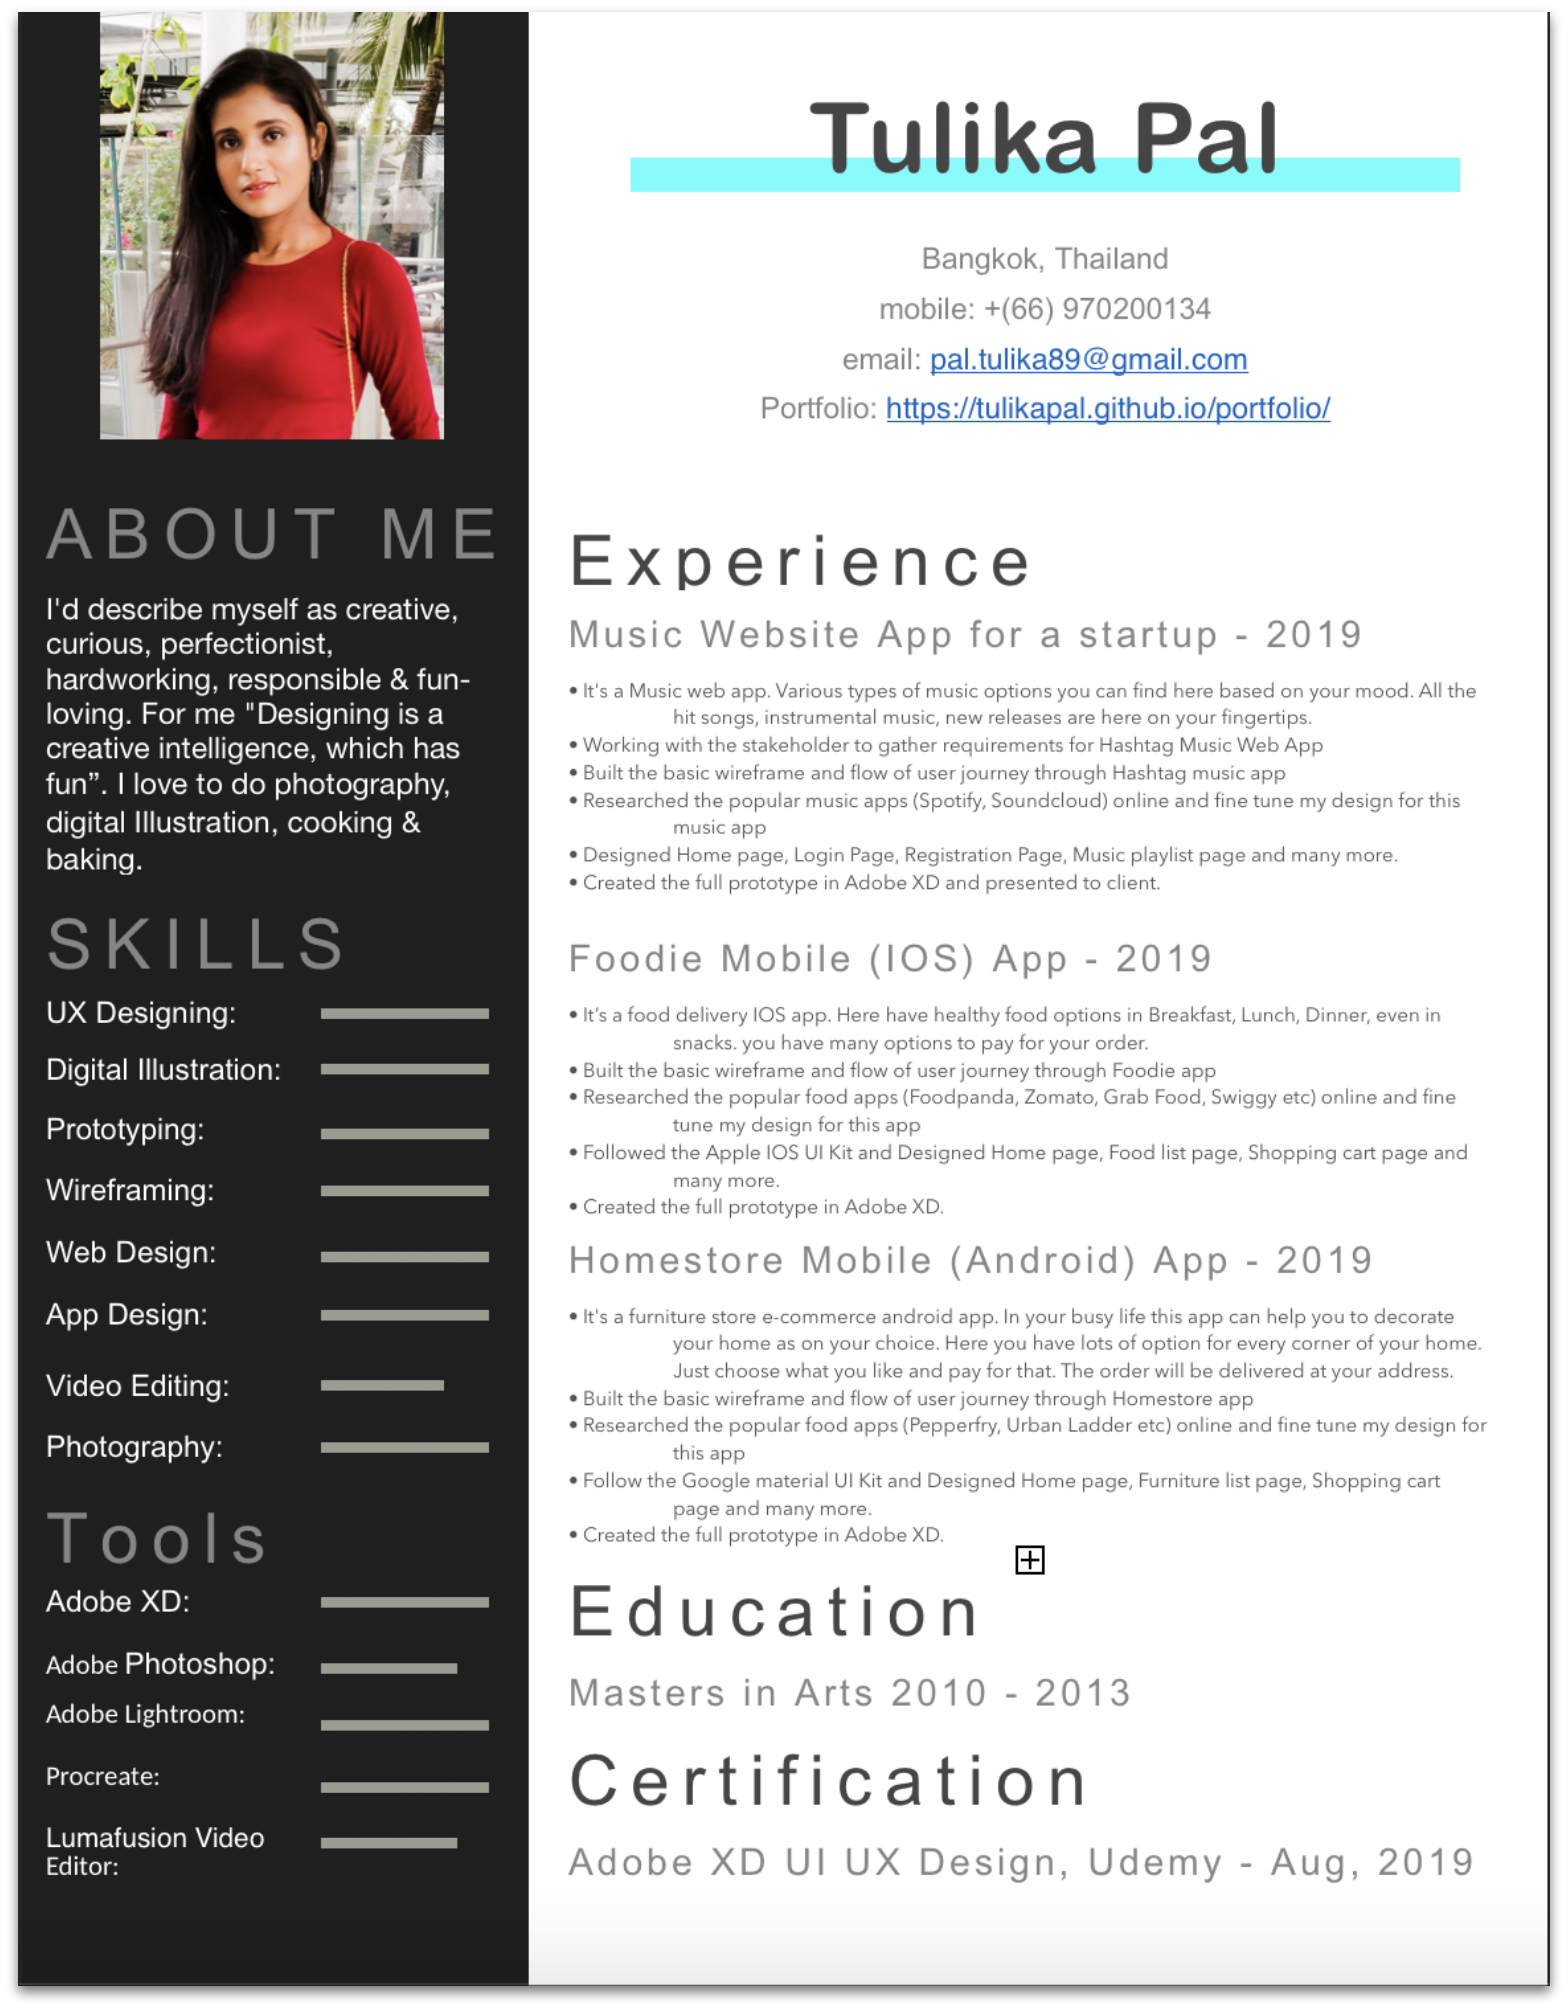 Tulika Pal
Bangkok, Thailand
mobile: +(66) 970200134
email: pal.tulika89@gmail.com
Portfolio: https://tulikapal.github.io/portfolio/
ABOUT ME
I'd describe myself as creative,
curious, perfectionist,
hardworking, responsible & fun-
loving. For me "Designing is a
creative intelligence, which has
fun”. I love to do photography,
digital Illustration, cooking &
baking.
SKILLS
UX Designing:
Digital Illustration:
Prototyping:
Wireframing:
Web Design:
App Design:
Video Editing:
Photography:
Tools
Adobe XD:
Adobe Photoshop:
Adobe Lightroom:
Procreate:
Lumafusion Video
Editor:
Experience
Music Website App for a startup - 2019
• It's a Music web app. Various types of music options you can find here based on your mood. All the
hit songs, instrumental music, new releases are here on your fingertips.
• Working with the stakeholder to gather requirements for Hashtag Music Web App
• Built the basic wireframe and flow of user journey through Hashtag music app
• Researched the popular music apps (Spotify, Soundcloud) online and fine tune my design for this
music app
• Designed Home page, Login Page, Registration Page, Music playlist page and many more.
• Created the full prototype in Adobe XD and presented to client.
Foodie Mobile (IOS) App - 2019
• It’s a food delivery IOS app. Here have healthy food options in Breakfast, Lunch, Dinner, even in
snacks. you have many options to pay for your order.
• Built the basic wireframe and flow of user journey through Foodie app
• Researched the popular food apps (Foodpanda, Zomato, Grab Food, Swiggy etc) online and fine
tune my design for this app
• Followed the Apple IOS UI Kit and Designed Home page, Food list page, Shopping cart page and
many more.
• Created the full prototype in Adobe XD.
Homestore Mobile (Android) App - 2019
• It's a furniture store e-commerce android app. In your busy life this app can help you to decorate
your home as on your choice. Here you have lots of option for every corner of your home.
Just choose what you like and pay for that. The order will be delivered at your address.
• Built the basic wireframe and flow of user journey through Homestore app
• Researched the popular food apps (Pepperfry, Urban Ladder etc) online and fine tune my design for
this app
• Follow the Google material UI Kit and Designed Home page, Furniture list page, Shopping cart
page and many more.
• Created the full prototype in Adobe XD.
Education
Masters in Arts 2010 - 2013
Certification
Adobe XD UI UX Design, Udemy - Aug, 2019